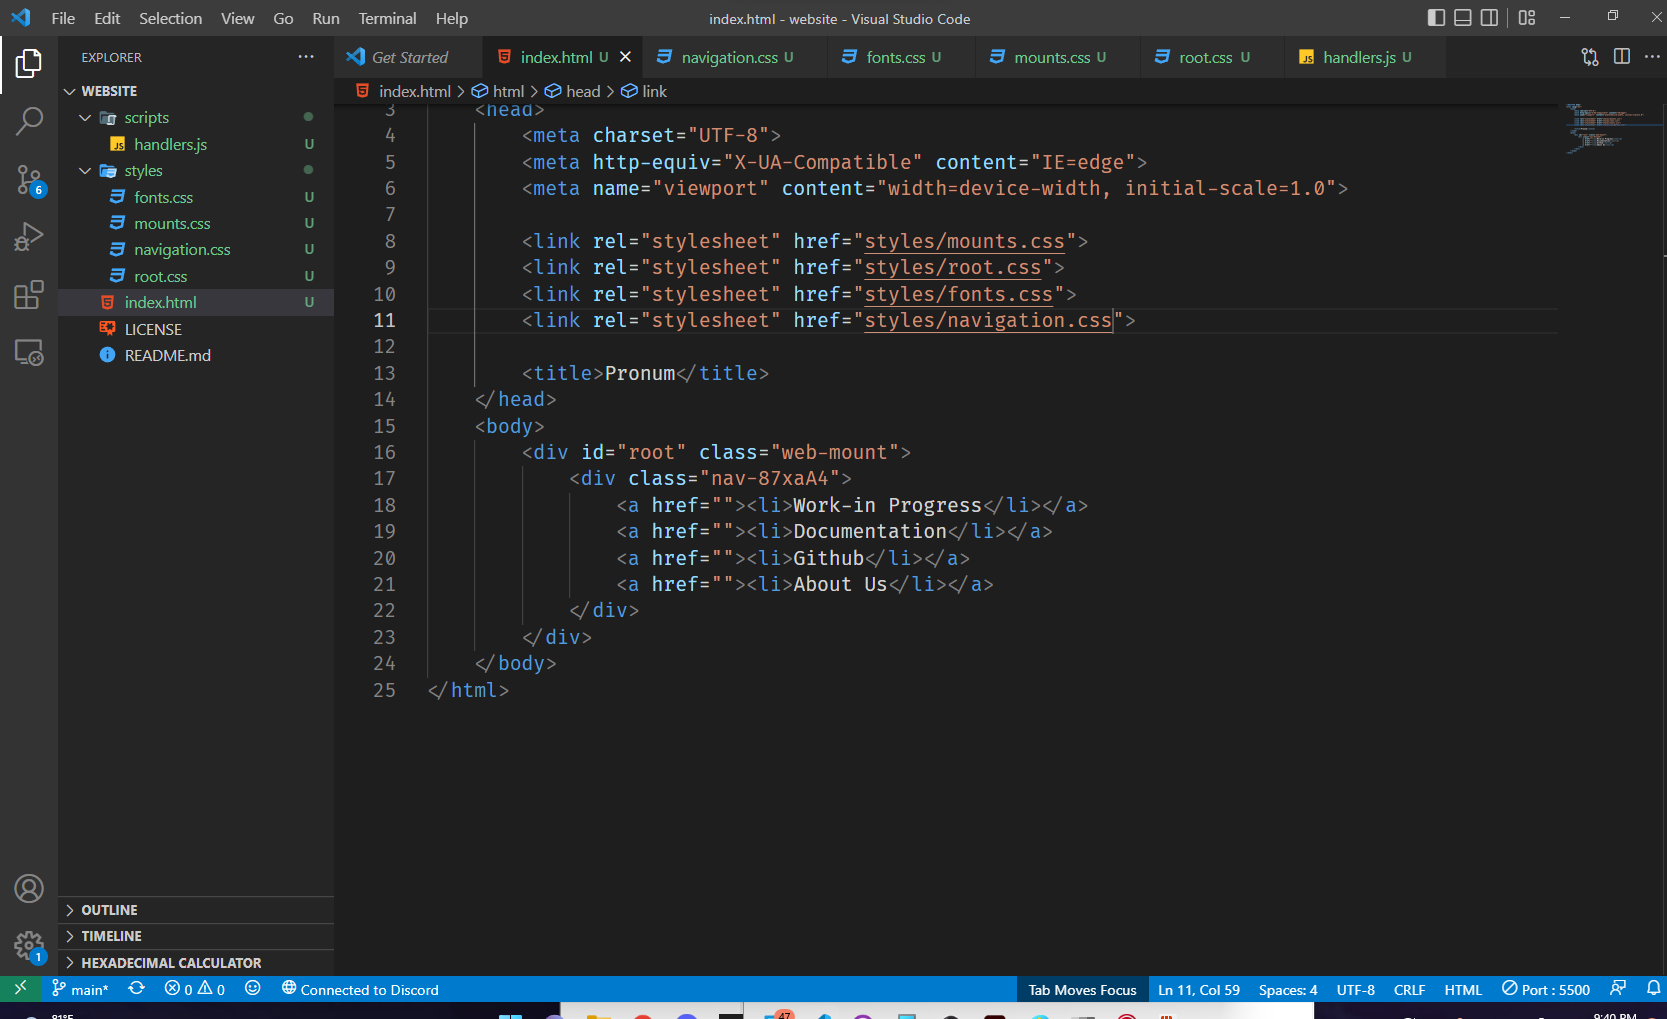 File Edit Selection View Go Run Terminal Help index.html - website - Visual Studio Code
EXPLORER
Get Started index.html U navigation.css U fonts.css U mounts.css U root.css U handlers.js U
index.html > html > head > link
WEBSITE
scripts
handlers.js U
styles
fonts.css U
mounts.css U
navigation.css U
root.css U
index.html U
LICENSE
README.md
3 <head>
4 <meta charset="UTF-8">
5 <meta http-equiv="X-UA-Compatible" content="IE=edge">
6 <meta name="viewport" content="width=device-width, initial-scale=1.0">
7
8 <link rel="stylesheet" href="styles/mounts.css">
9 <link rel="stylesheet" href="styles/root.css">
10 <link rel="stylesheet" href="styles/fonts.css">
11 <link rel="stylesheet" href="styles/navigation.css">
12
13 <title>Pronum</title>
14 </head>
15 <body>
16 <div id="root" class="web-mount">
17 <div class="nav-87xaA4">
18 <a href=""><li>Work-in Progress</li></a>
19 <a href=""><li>Documentation</li></a>
20 <a href=""><li>Github</li></a>
21 <a href=""><li>About Us</li></a>
22 </div>
23 </div>
24 </body>
25 </html>
6
OUTLINE
TIMELINE
1
HEXADECIMAL CALCULATOR
main* 0 0 Connected to Discord Tab Moves Focus Ln 11, Col 59 Spaces: 4 UTF-8 CRLF HTML Port : 5500
81°F 47 9:40 PM